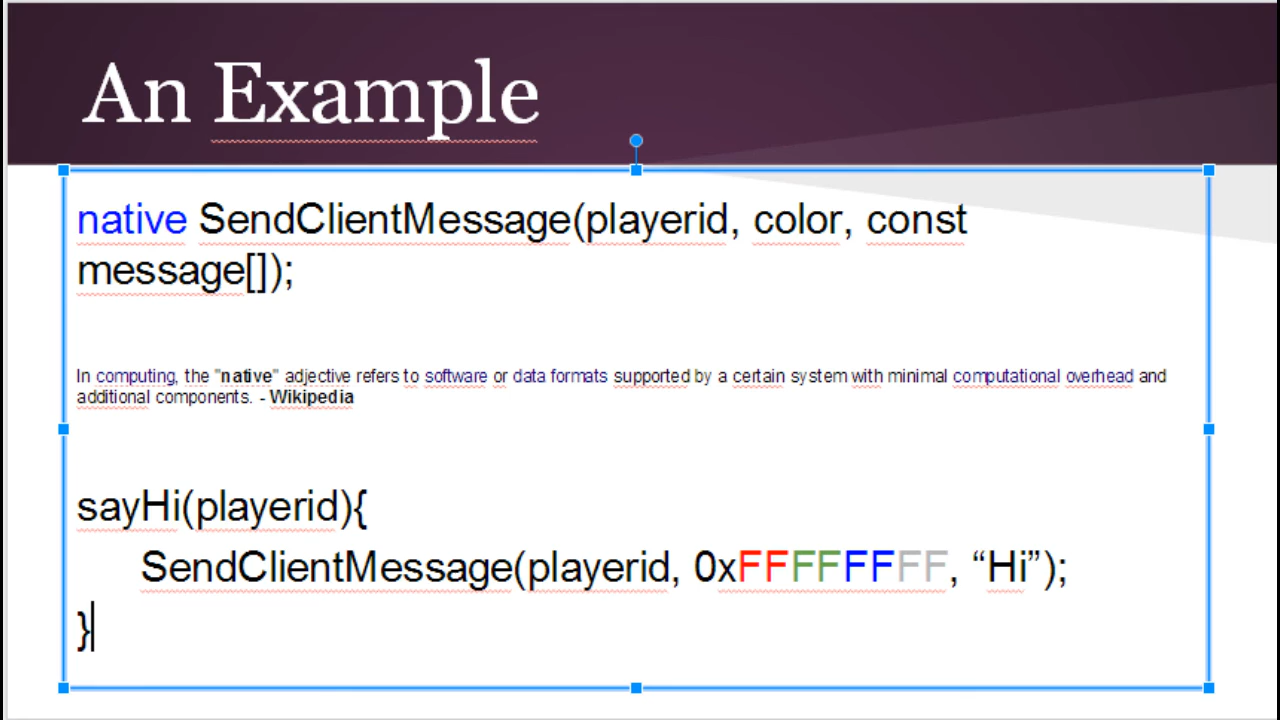 An Example
native SendClientMessage(playerid, color, const
message[]);
In computing, the "native" adjective refers to software or data formats supported by a certain system with minimal computational overhead and
additional components. - Wikipedia
sayHi(playerid){
SendClientMessage(playerid, 0xFFFFFFFF, “Hi”);
}